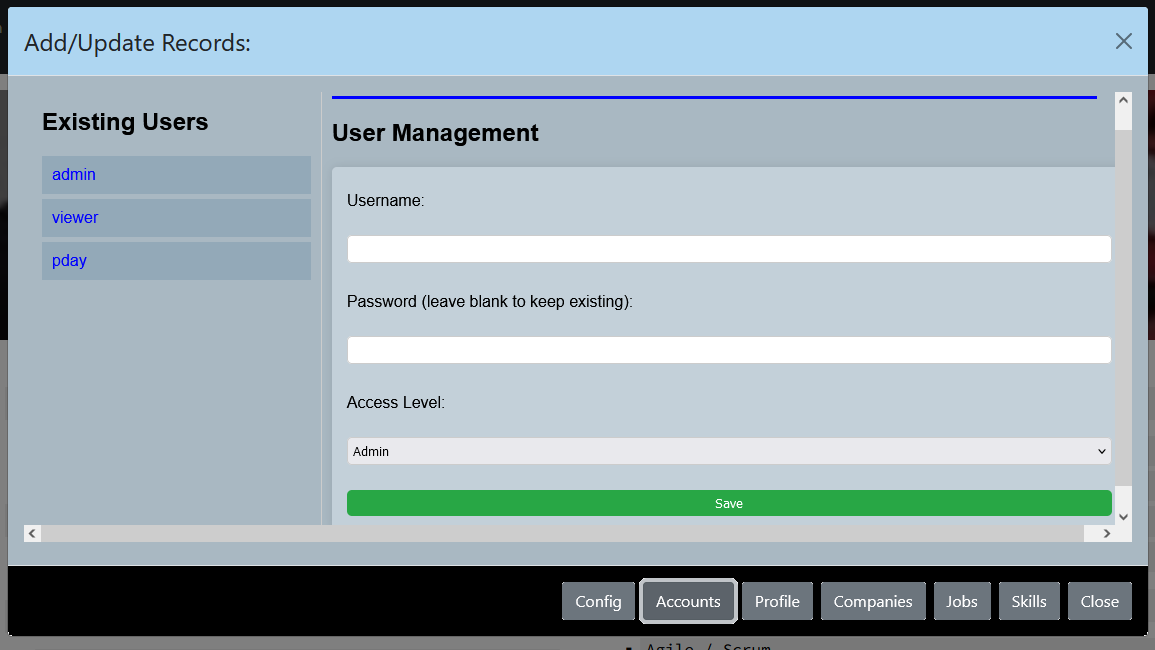 Add/Update Records:
Existing Users
admin
viewer
pday
User Management
Username:
Password (leave blank to keep existing):
Access Level:
Admin
Save
Config Accounts Profile Companies Jobs Skills Close
Agile / Scrum